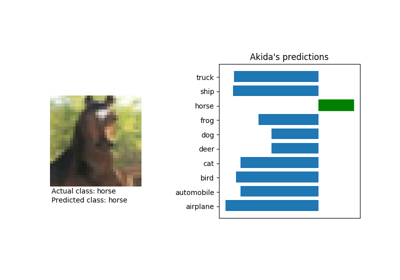 Akida's predictions
truck
ship
horse
frog
dog
deer
cat
bird
automobile
airplane
Actual class: horse
Predicted class: horse